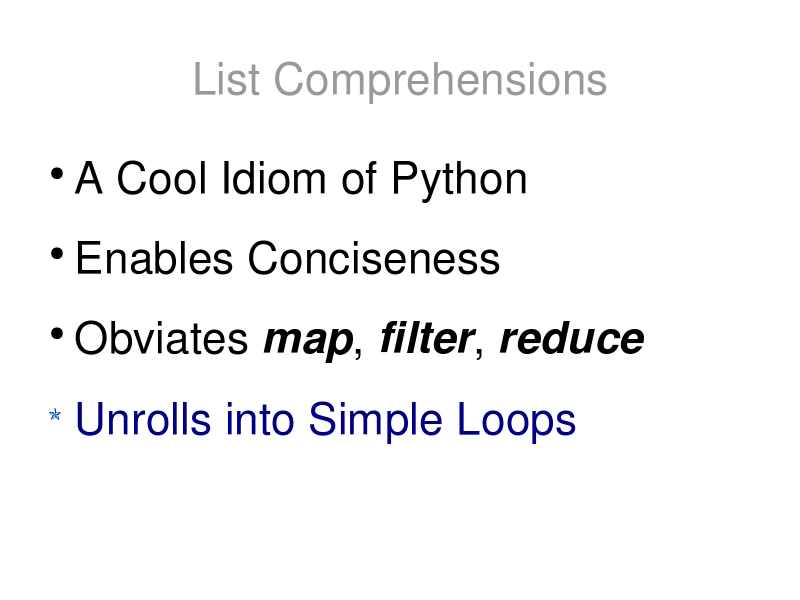 List Comprehensions
• A Cool Idiom of Python
• Enables Conciseness
• Obviates map, filter, reduce
* Unrolls into Simple Loops